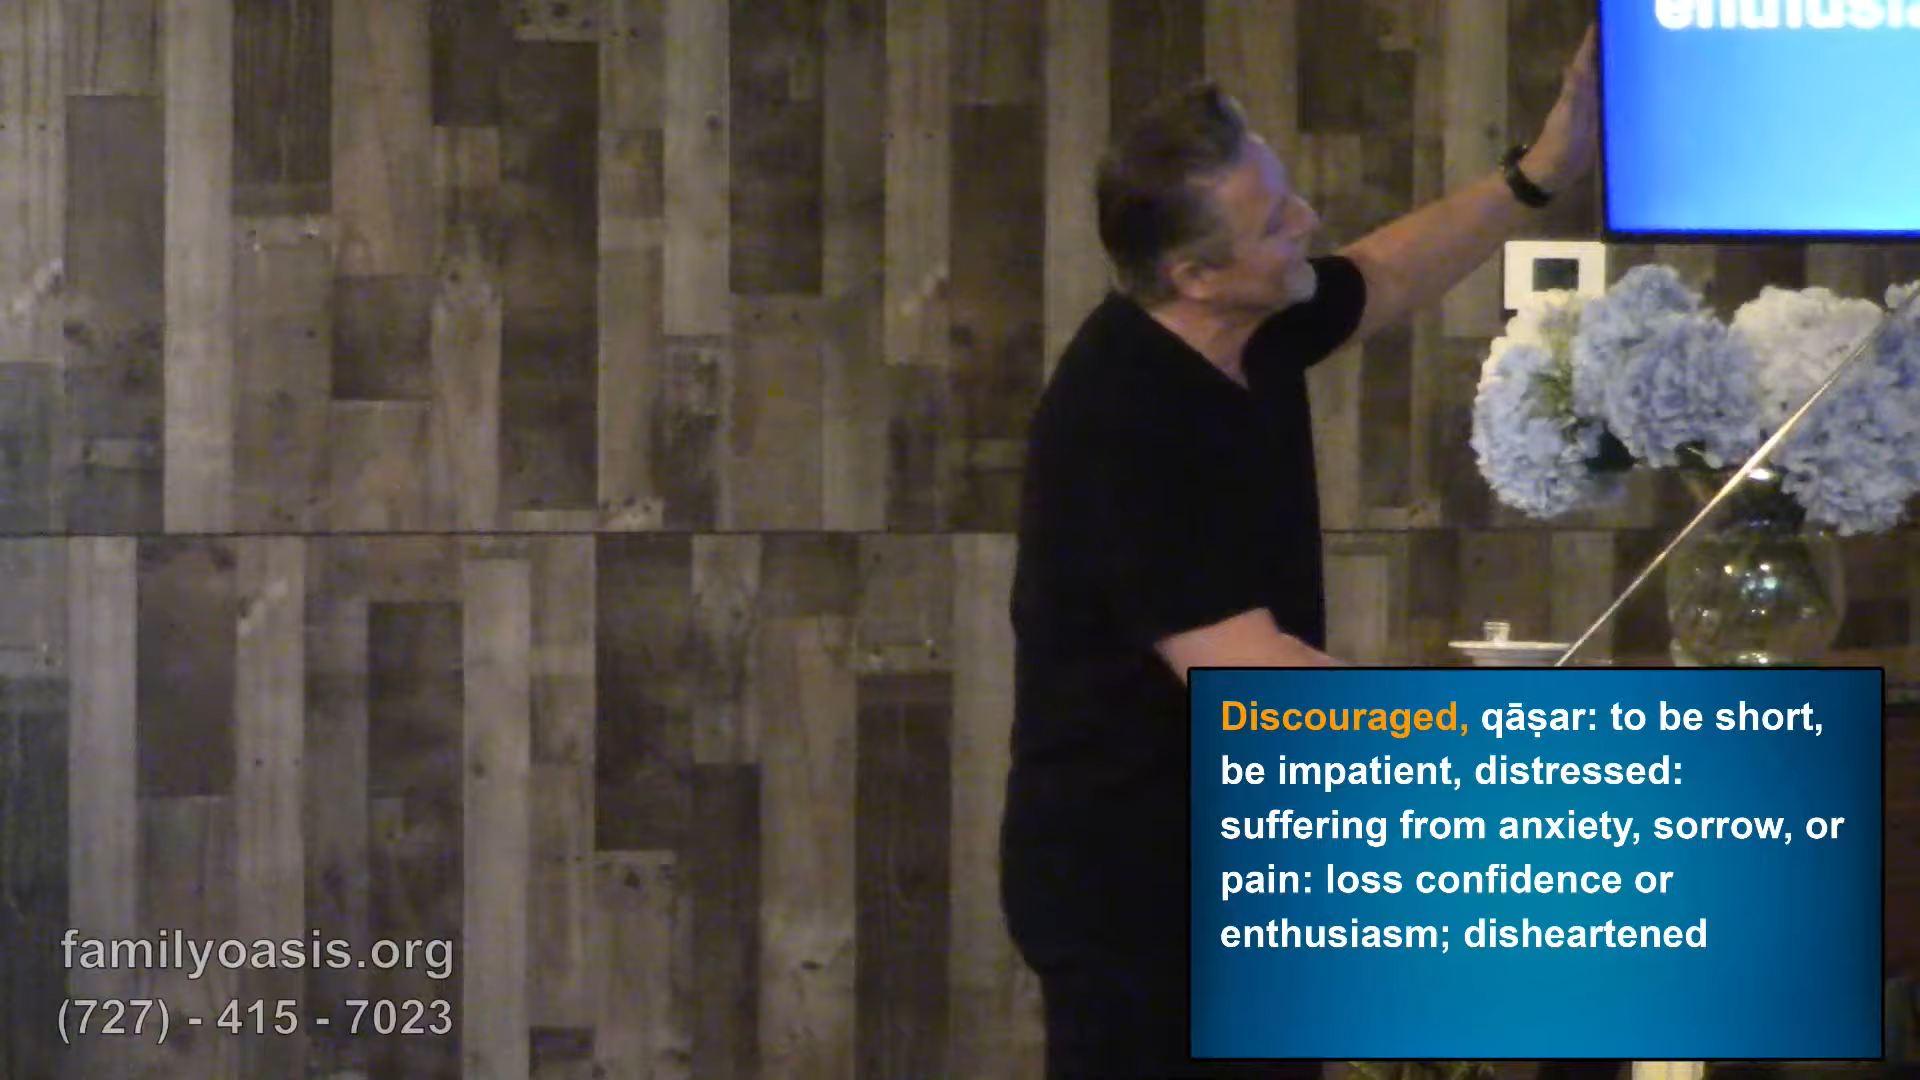 Discouraged, qāṣar: to be short,
be impatient, distressed:
suffering from anxiety, sorrow, or
pain: loss confidence or
enthusiasm; disheartened
familyoasis.org
(727) - 415 - 7023